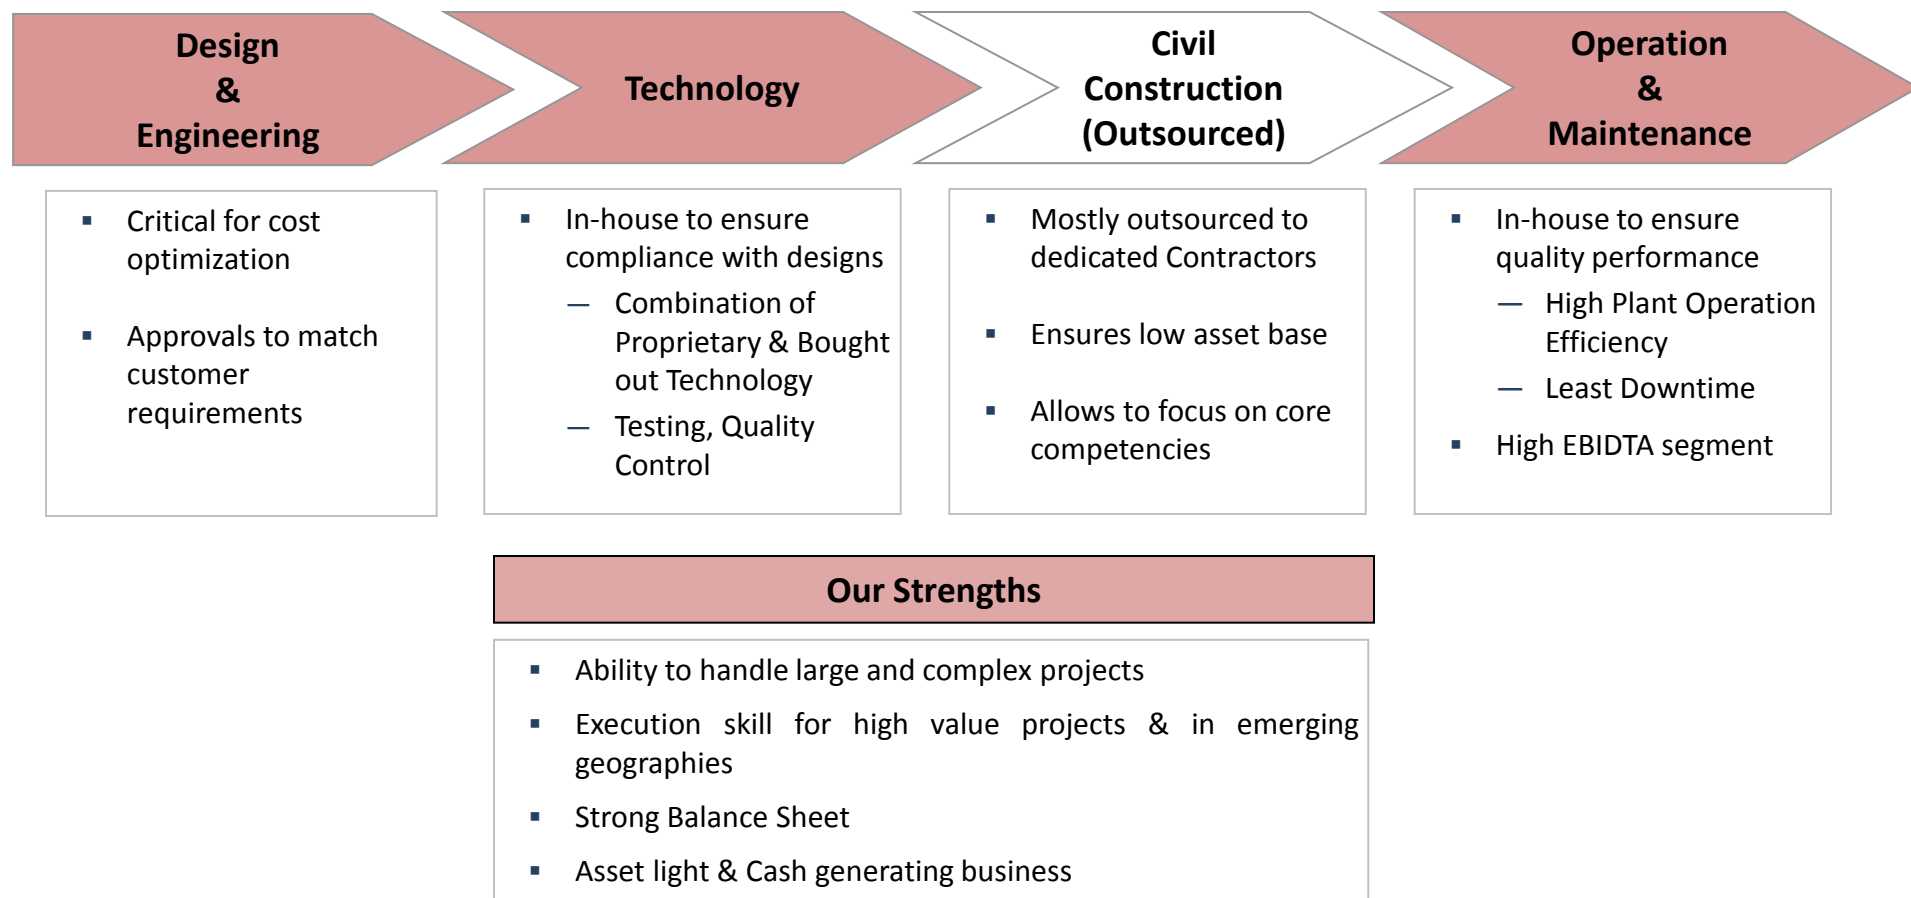 Design
&
Engineering
Technology
Civil
Construction
(Outsourced)
Operation
&
Maintenance
▪ Critical for cost
optimization
▪ Approvals to match
customer
requirements
▪ In-house to ensure
compliance with designs
— Combination of
Proprietary & Bought
out Technology
— Testing, Quality
Control
▪ Mostly outsourced to
dedicated Contractors
▪ Ensures low asset base
▪ Allows to focus on core
competencies
▪ In-house to ensure
quality performance
— High Plant Operation
Efficiency
— Least Downtime
▪ High EBIDTA segment
Our Strengths
▪ Ability to handle large and complex projects
▪ Execution skill for high value projects & in emerging
geographies
▪ Strong Balance Sheet
▪ Asset light & Cash generating business